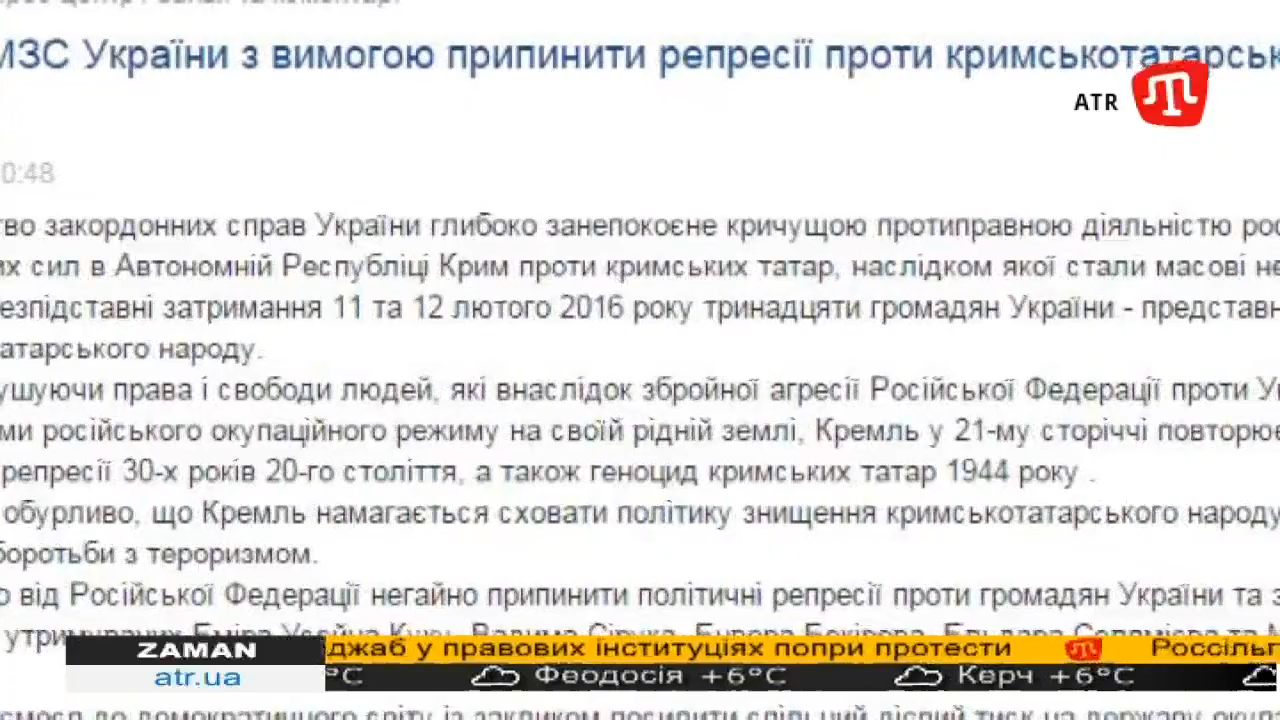 МЗС України з вимогою припинити репресії проти кримськотатарськ
ATR
0:48
тво закордонних справ України глибоко занепокоєне кричущою протиправною діяльністю рос
их сил в Автономній Республіці Крим проти кримських татар, наслідком якої стали масові не
езпідставні затримання 11 та 12 лютого 2016 року тринадцяти громадян України - представн
атарського народу.
ушуючи права і свободи людей, які внаслідок збройної агресії Російської Федерації проти Ук
ми російського окупаційного режиму на своїй рідній землі, Кремль у 21-му сторіччі повторює
репресії 30-х років 20-го століття, а також геноцид кримських татар 1944 року .
обурливо, що Кремль намагається сховати політику знищення кримськотатарського народу
боротьби з тероризмом.
о від Російської Федерації негайно припинити політичні репресії проти громадян України та з
ZAMAN
джаб у правових інституціях попри протести
Россільг
atr.ua
°C
Феодосія +6°C
Керч +6°C